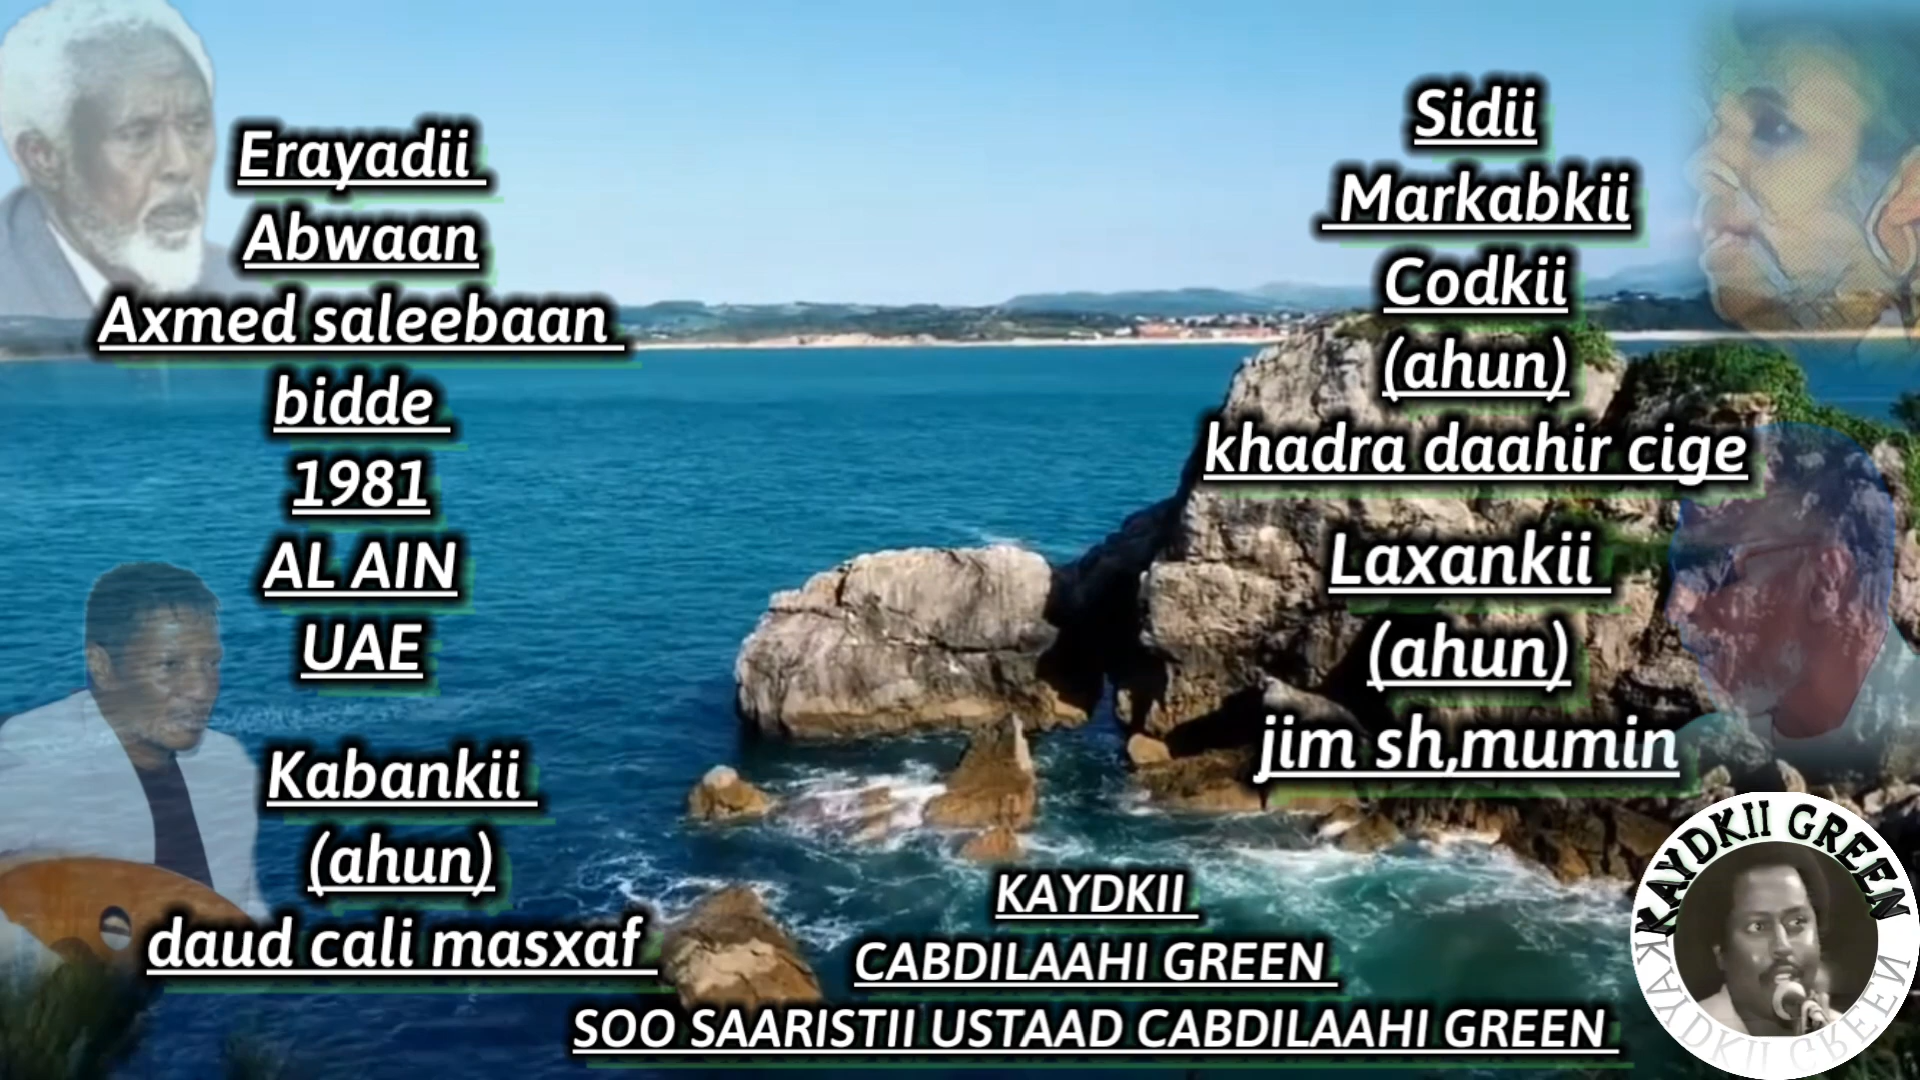 Erayadii
Abwaan
Axmed saleebaan
bidde
1981
AL AIN
UAE
Kabankii
(ahun)
daud cali masxaf
Sidii
Markabkii
Codkii
(ahun)
khadra daahir cige
Laxankii
(ahun)
jim sh,mumin
KAYDKII
CABDILAAHI GREEN
SOO SAARISTII USTAAD CABDILAAHI GREEN
KAYDKII GREEN
KAYDKII GREEN